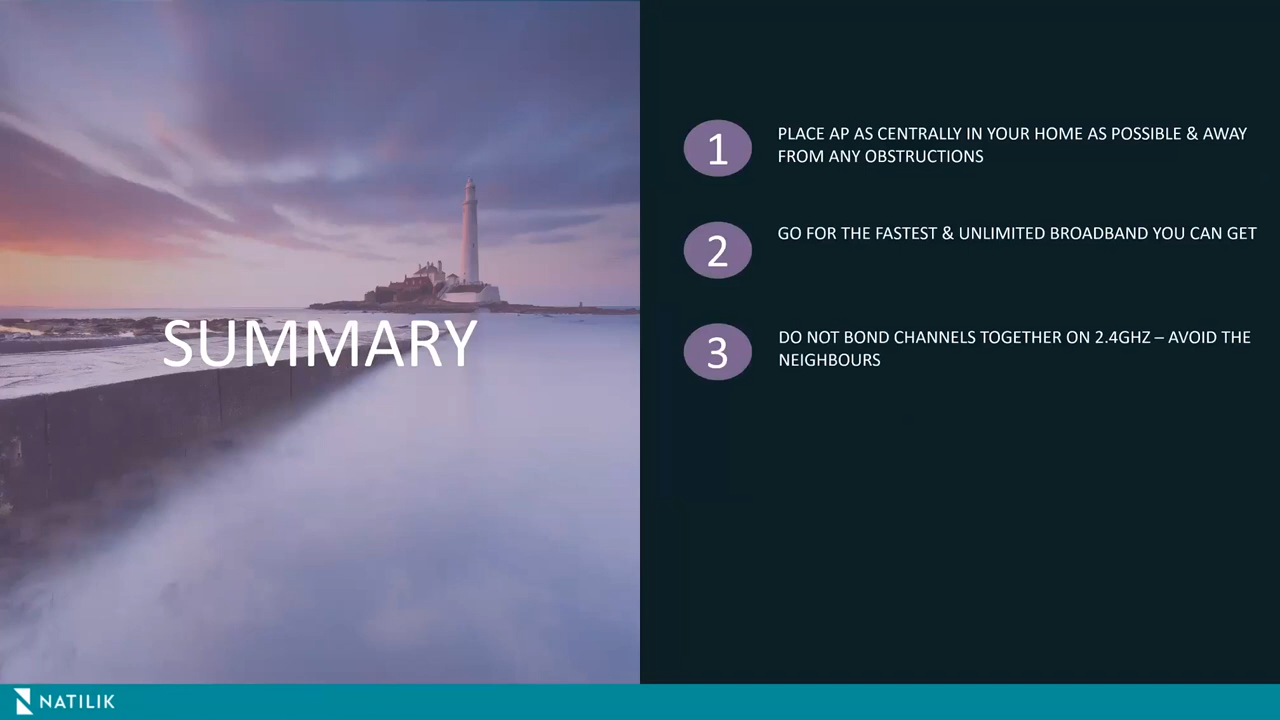 SUMMARY
1
PLACE AP AS CENTRALLY IN YOUR HOME AS POSSIBLE & AWAY
FROM ANY OBSTRUCTIONS
2
GO FOR THE FASTEST & UNLIMITED BROADBAND YOU CAN GET
3
DO NOT BOND CHANNELS TOGETHER ON 2.4GHZ – AVOID THE
NEIGHBOURS
NATILIK